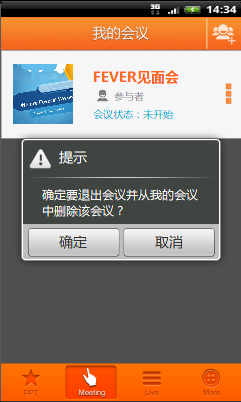 3G 14:34
我的会议
FEVER见面会
参与者
会议状态：未开始
提示
确定要退出会议并从我的会议
中删除该会议？
确定 取消
PPT Meeting Live More